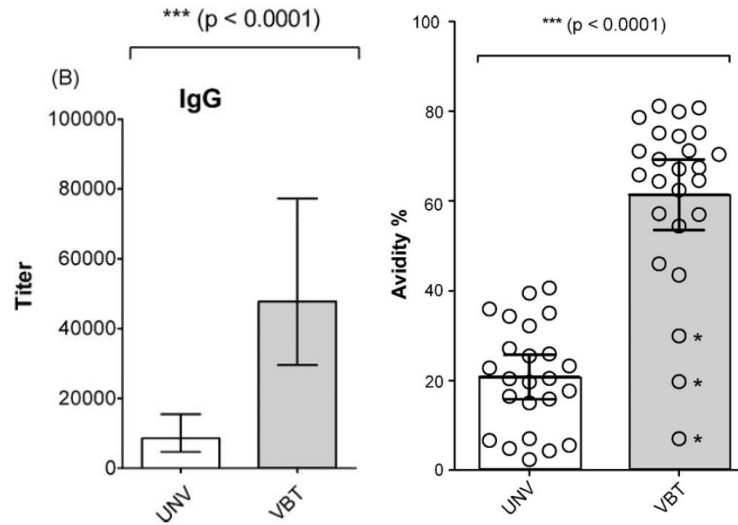 *** (p < 0.0001)
(B)
IgG
100000
80000
60000
40000
20000
0
Titer
UNV
VBT
*** (p < 0.0001)
100
80
60
40
20
0
Avidity %
*
*
*
UNV
VBT